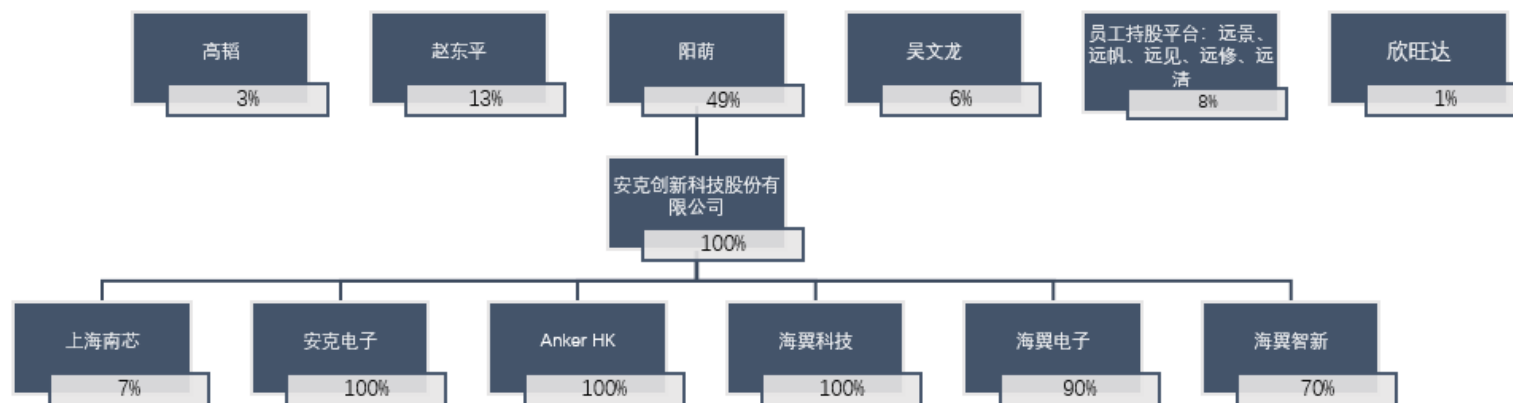 高韬
赵东平
阳萌
吴文龙
员工持股平台：远景、
远帆、远见、远修、远
清
欣旺达
3%
13%
49%
6%
8%
1%
安克创新科技股份有
限公司
100%
上海南芯
安克电子
Anker HK
海翼科技
海翼电子
海翼智新
7%
100%
100%
100%
90%
70%